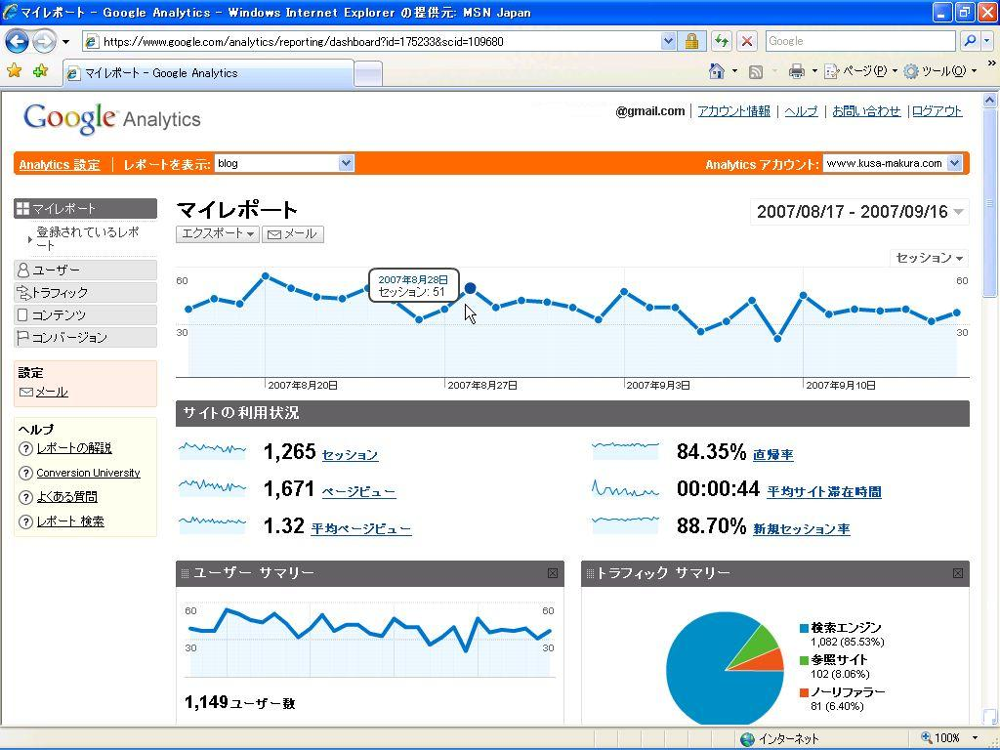 マイレポート - Google Analytics - Windows Internet Explorer の提供元: MSN Japan
https://www.google.com/analytics/reporting/dashboard?id=175233&scid=109680
Google
マイレポート - Google Analytics
ページ(P)
ツール(O)
Google Analytics
@gmail.com | アカウント情報 | ヘルプ | お問い合わせ | ログアウト
Analytics 設定 | レポートを表示: blog
Analytics アカウント: www.kusa-makura.com
マイレポート
登録されているレポ
ート
ユーザー
トラフィック
コンテンツ
コンバージョン
設定
メール
ヘルプ
レポートの解説
Conversion University
よくある質問
レポート 検索
マイレポート
2007/08/17 - 2007/09/16
エクスポート
メール
セッション
60
30
2007年8月28日
セッション: 51
60
30
2007年8月20日
2007年8月27日
2007年9月3日
2007年9月10日
サイトの利用状況
1,265 セッション
84.35% 直帰率
1,671 ページビュー
00:00:44 平均サイト滞在時間
1.32 平均ページビュー
88.70% 新規セッション率
ユーザー サマリー
60
30
60
30
1,149 ユーザー数
トラフィック サマリー
検索エンジン
1,082 (85.53%)
参照サイト
102 (8.06%)
ノーリファラー
81 (6.40%)
インターネット
100%